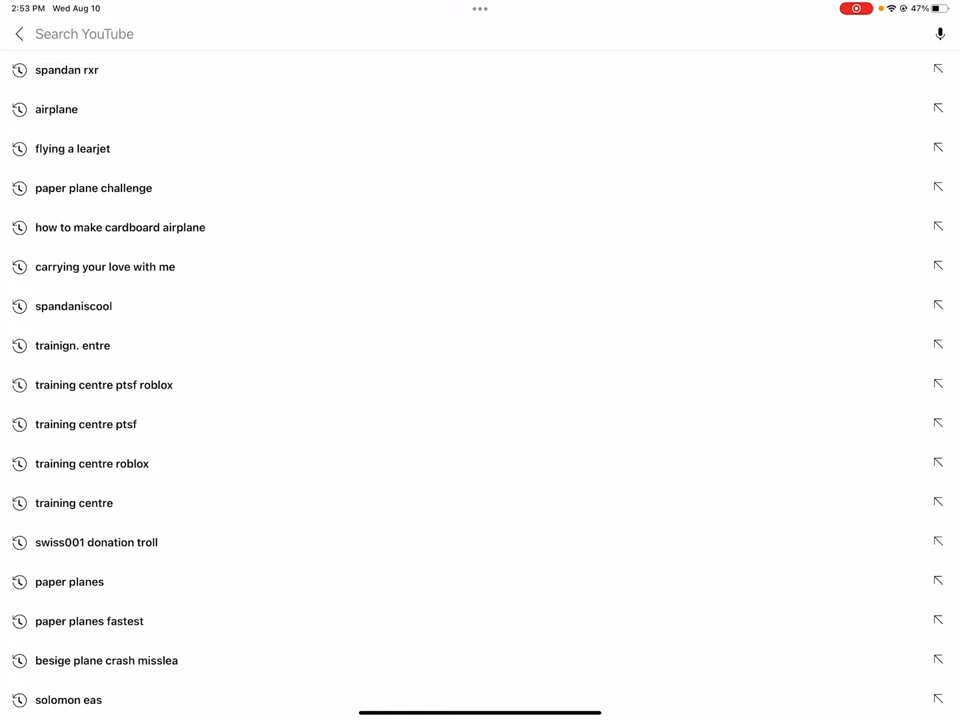 2:53 PM Wed Aug 10
47%
Search YouTube
spandan rxr
airplane
flying a learjet
paper plane challenge
how to make cardboard airplane
carrying your love with me
spandaniscool
trainign. entre
training centre ptsf roblox
training centre ptsf
training centre roblox
training centre
swiss001 donation troll
paper planes
paper planes fastest
besige plane crash misslea
solomon eas